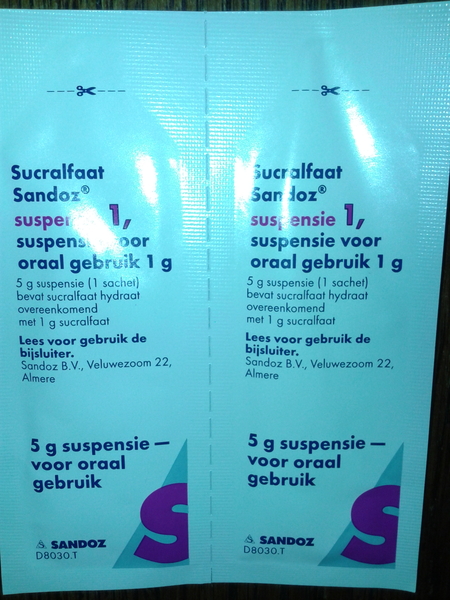 Sucralfaat
Sandoz®
suspensie 1,
suspensie voor
oraal gebruik 1 g
5 g suspensie (1 sachet)
bevat sucralfaat hydraat
overeenkomend
met 1 g sucralfaat
Lees voor gebruik de
bijsluiter.
Sandoz B.V., Veluwezoom 22,
Almere
5 g suspensie —
voor oraal
gebruik
SANDOZ
D8030.T
Sucralfaat
Sandoz®
suspensie 1,
suspensie voor
oraal gebruik 1 g
5 g suspensie (1 sachet)
bevat sucralfaat hydraat
overeenkomend
met 1 g sucralfaat
Lees voor gebruik de
bijsluiter.
Sandoz B.V., Veluwezoom 22,
Almere
5 g suspensie —
voor oraal
gebruik
SANDOZ
D8030.T